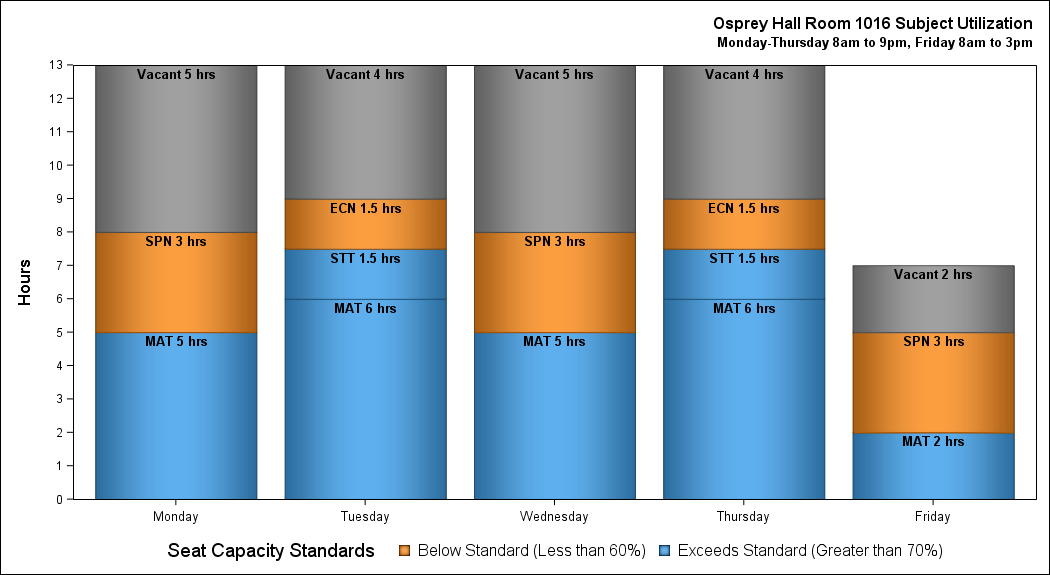 Osprey Hall Room 1016 Subject Utilization
Monday-Thursday 8am to 9pm, Friday 8am to 3pm
Hours
13
12
11
10
9
8
7
6
5
4
3
2
1
0
Vacant 5 hrs
SPN 3 hrs
MAT 5 hrs
Vacant 4 hrs
ECN 1.5 hrs
STT 1.5 hrs
MAT 6 hrs
Vacant 5 hrs
SPN 3 hrs
MAT 5 hrs
Vacant 4 hrs
ECN 1.5 hrs
STT 1.5 hrs
MAT 6 hrs
Vacant 2 hrs
SPN 3 hrs
MAT 2 hrs
Monday Tuesday Wednesday Thursday Friday
Seat Capacity Standards Below Standard (Less than 60%) Exceeds Standard (Greater than 70%)